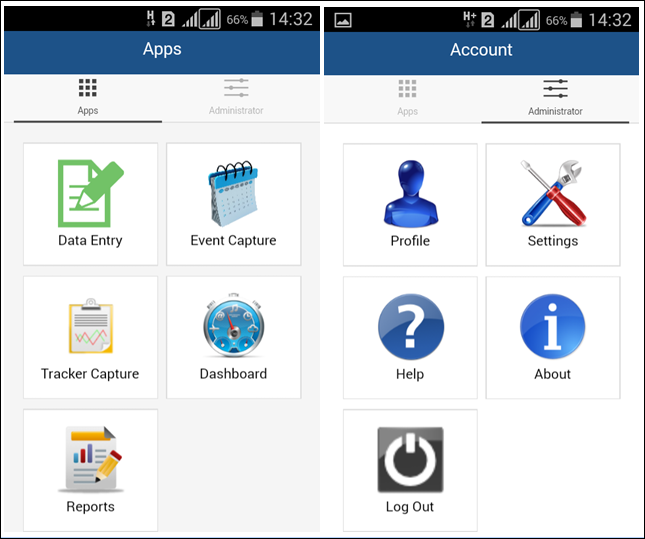 H 2 66% 14:32
Apps
Apps Administrator
Data Entry Event Capture
Tracker Capture Dashboard
Reports
H+ 2 66% 14:32
Account
Apps Administrator
Profile Settings
? i
Help About
Log Out